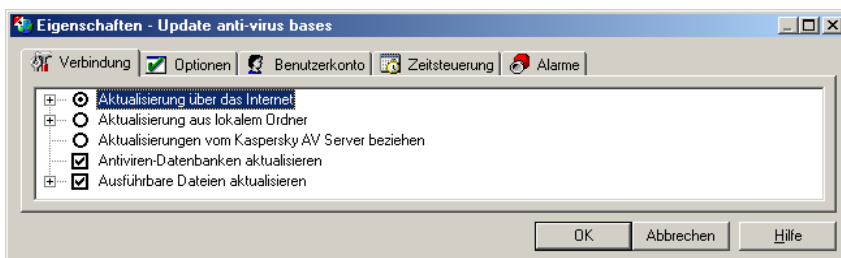 Eigenschaften - Update anti-virus bases
Verbindung Optionen Benutzerkonto Zeitsteuerung Alarme
Aktualisierung über das Internet
Aktualisierung aus lokalem Ordner
Aktualisierungen vom Kaspersky AV Server beziehen
Antiviren-Datenbanken aktualisieren
Ausführbare Dateien aktualisieren
OK Abbrechen Hilfe